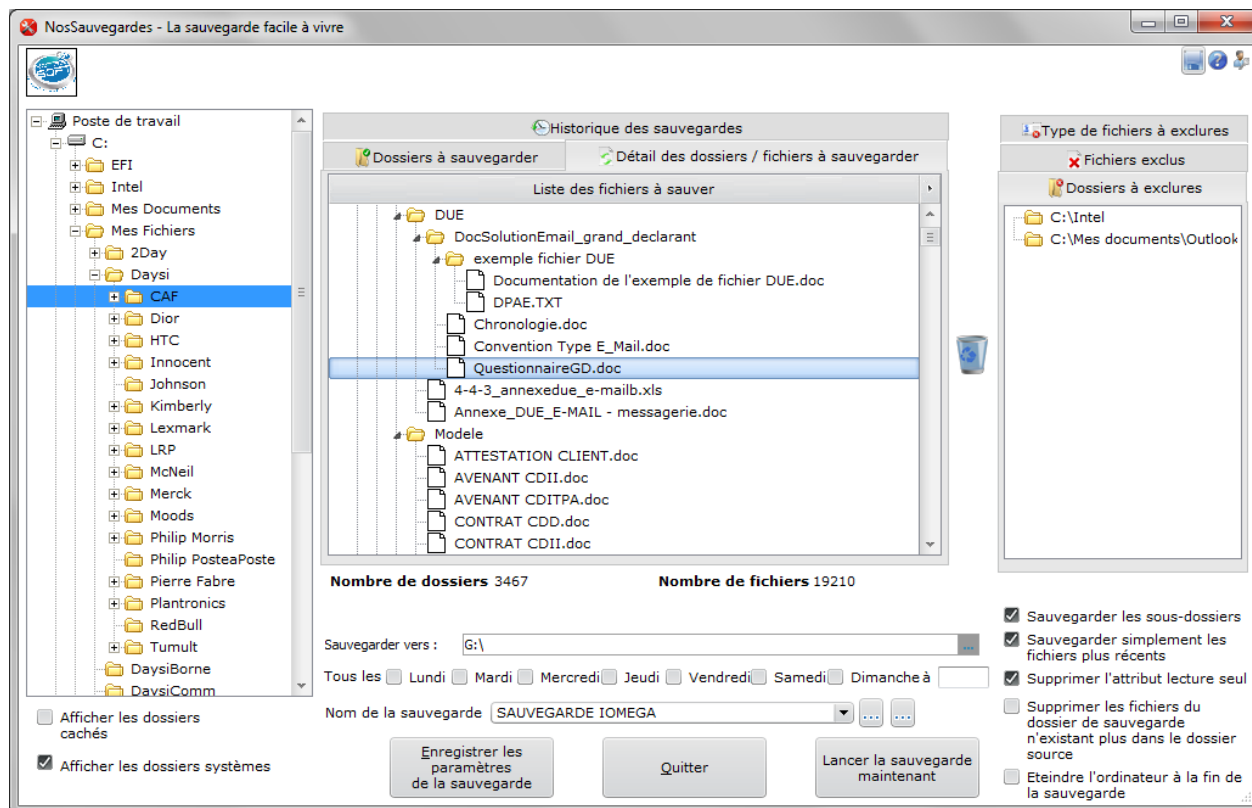 NosSauvegardes - La sauvegarde facile à vivre
SOFT
Poste de travail
C:
EFI
Intel
Mes Documents
Mes Fichiers
2Day
Daysi
CAF
Dior
HTC
Innocent
Johnson
Kimberly
Lexmark
LRP
McNeil
Merck
Moods
Philip Morris
Philip PosteaPoste
Pierre Fabre
Plantronics
RedBull
Tumult
DaysiBorne
DaysiComm
Afficher les dossiers
cachés
Afficher les dossiers systèmes
Historique des sauvegardes
Dossiers à sauvegarder
Détail des dossiers / fichiers à sauvegarder
Liste des fichiers à sauver
DUE
DocSolutionEmail_grand_declarant
exemple fichier DUE
Documentation de l'exemple de fichier DUE.doc
DPAE.TXT
Chronologie.doc
Convention Type E_Mail.doc
QuestionnaireGD.doc
4-4-3_annexedue_e-mailb.xls
Annexe_DUE_E-MAIL - messagerie.doc
Modele
ATTESTATION CLIENT.doc
AVENANT CDII.doc
AVENANT CDITPA.doc
CONTRAT CDD.doc
CONTRAT CDII.doc
Nombre de dossiers 3467
Nombre de fichiers 19210
Sauvegarder vers : G:\ ...
Tous les Lundi Mardi Mercredi Jeudi Vendredi Samedi Dimanche à
Nom de la sauvegarde SAUVEGARDE IOMEGA ... ...
Enregistrer les
paramètres
de la sauvegarde
Quitter
Lancer la sauvegarde
maintenant
Type de fichiers à exclures
Fichiers exclus
Dossiers à exclures
C:\Intel
C:\Mes documents\Outlook
Sauvegarder les sous-dossiers
Sauvegarder simplement les
fichiers plus récents
Supprimer l'attribut lecture seul
Supprimer les fichiers du
dossier de sauvegarde
n'existant plus dans le dossier
source
Eteindre l'ordinateur à la fin de
la sauvegarde